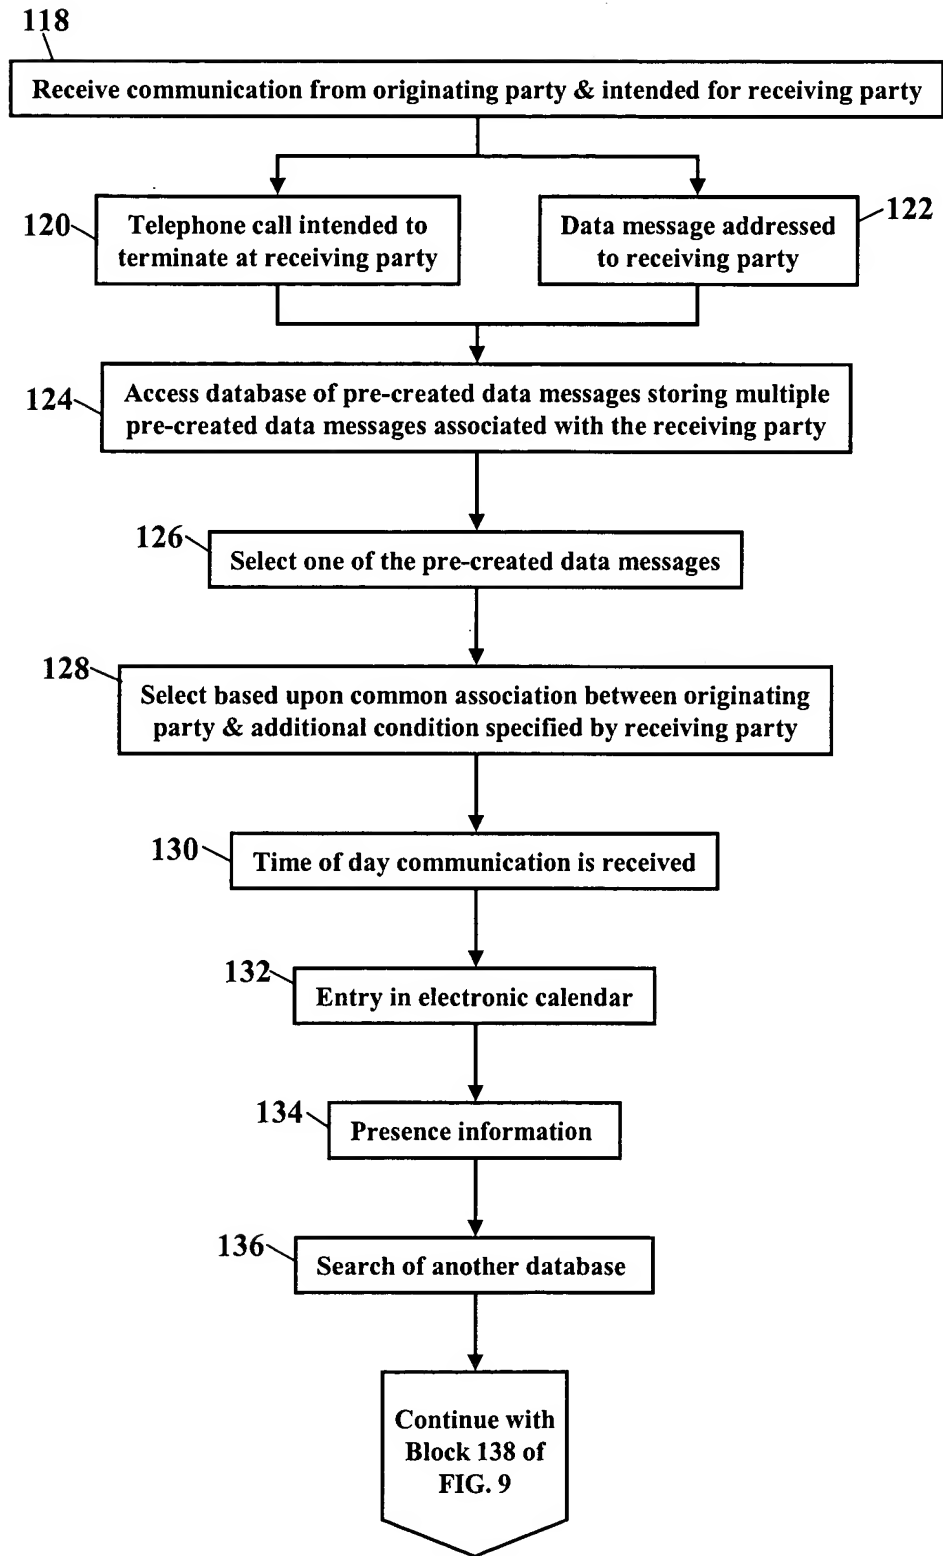 118
Receive communication from originating party & intended for receiving party
120
Telephone call intended to
terminate at receiving party
122
Data message addressed
to receiving party
124
Access database of pre-created data messages storing multiple
pre-created data messages associated with the receiving party
126
Select one of the pre-created data messages
128
Select based upon common association between originating
party & additional condition specified by receiving party
130
Time of day communication is received
132
Entry in electronic calendar
134
Presence information
136
Search of another database
Continue with
Block 138 of
FIG. 9